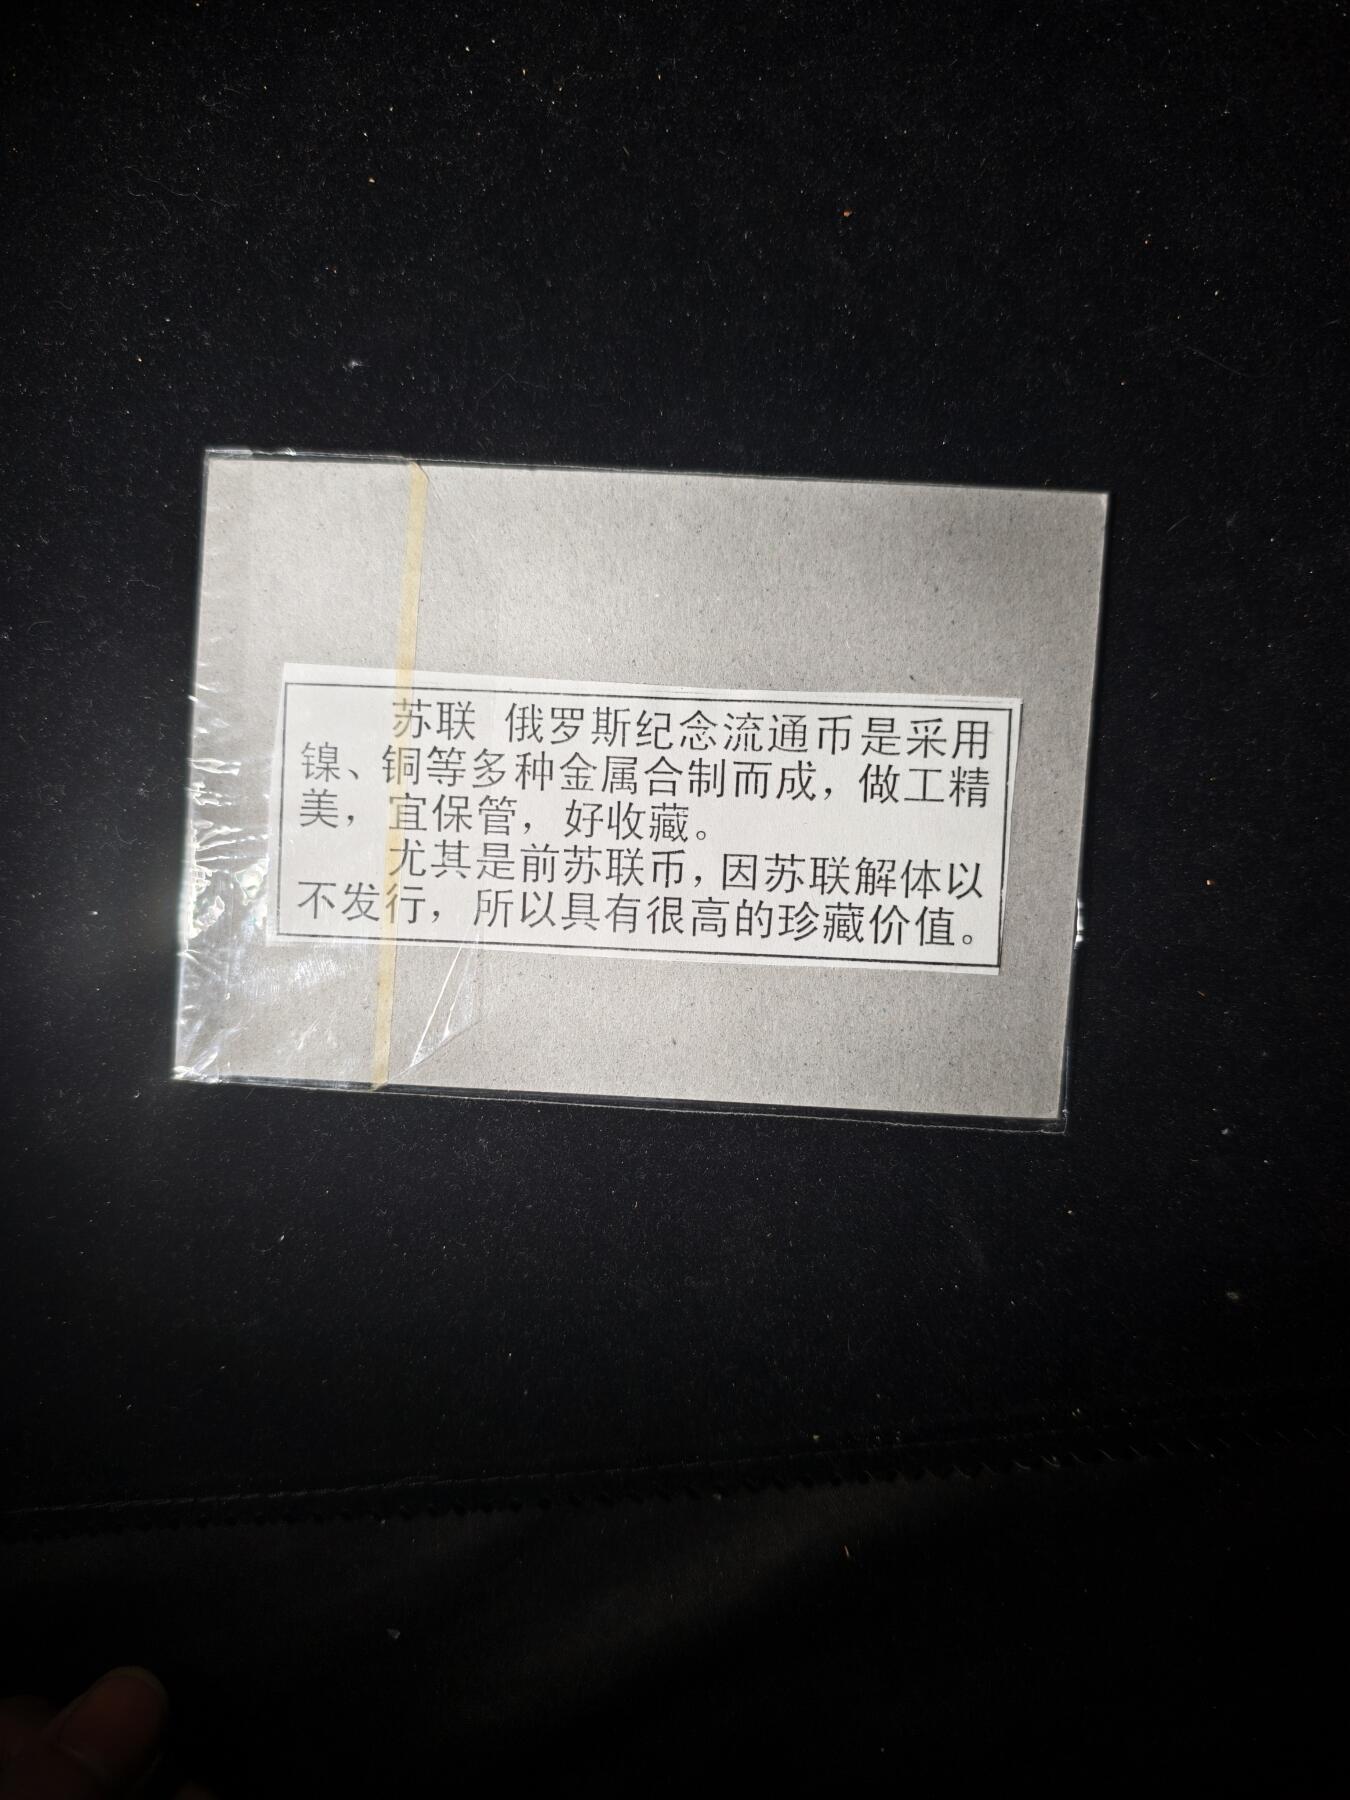 苏联 俄罗斯纪念流通币是采用
镍、铜等多种金属合制而成，做工精
美，宜保管，好收藏。
尤其是前苏联币，因苏联解体以
不发行，所以具有很高的珍藏价值。